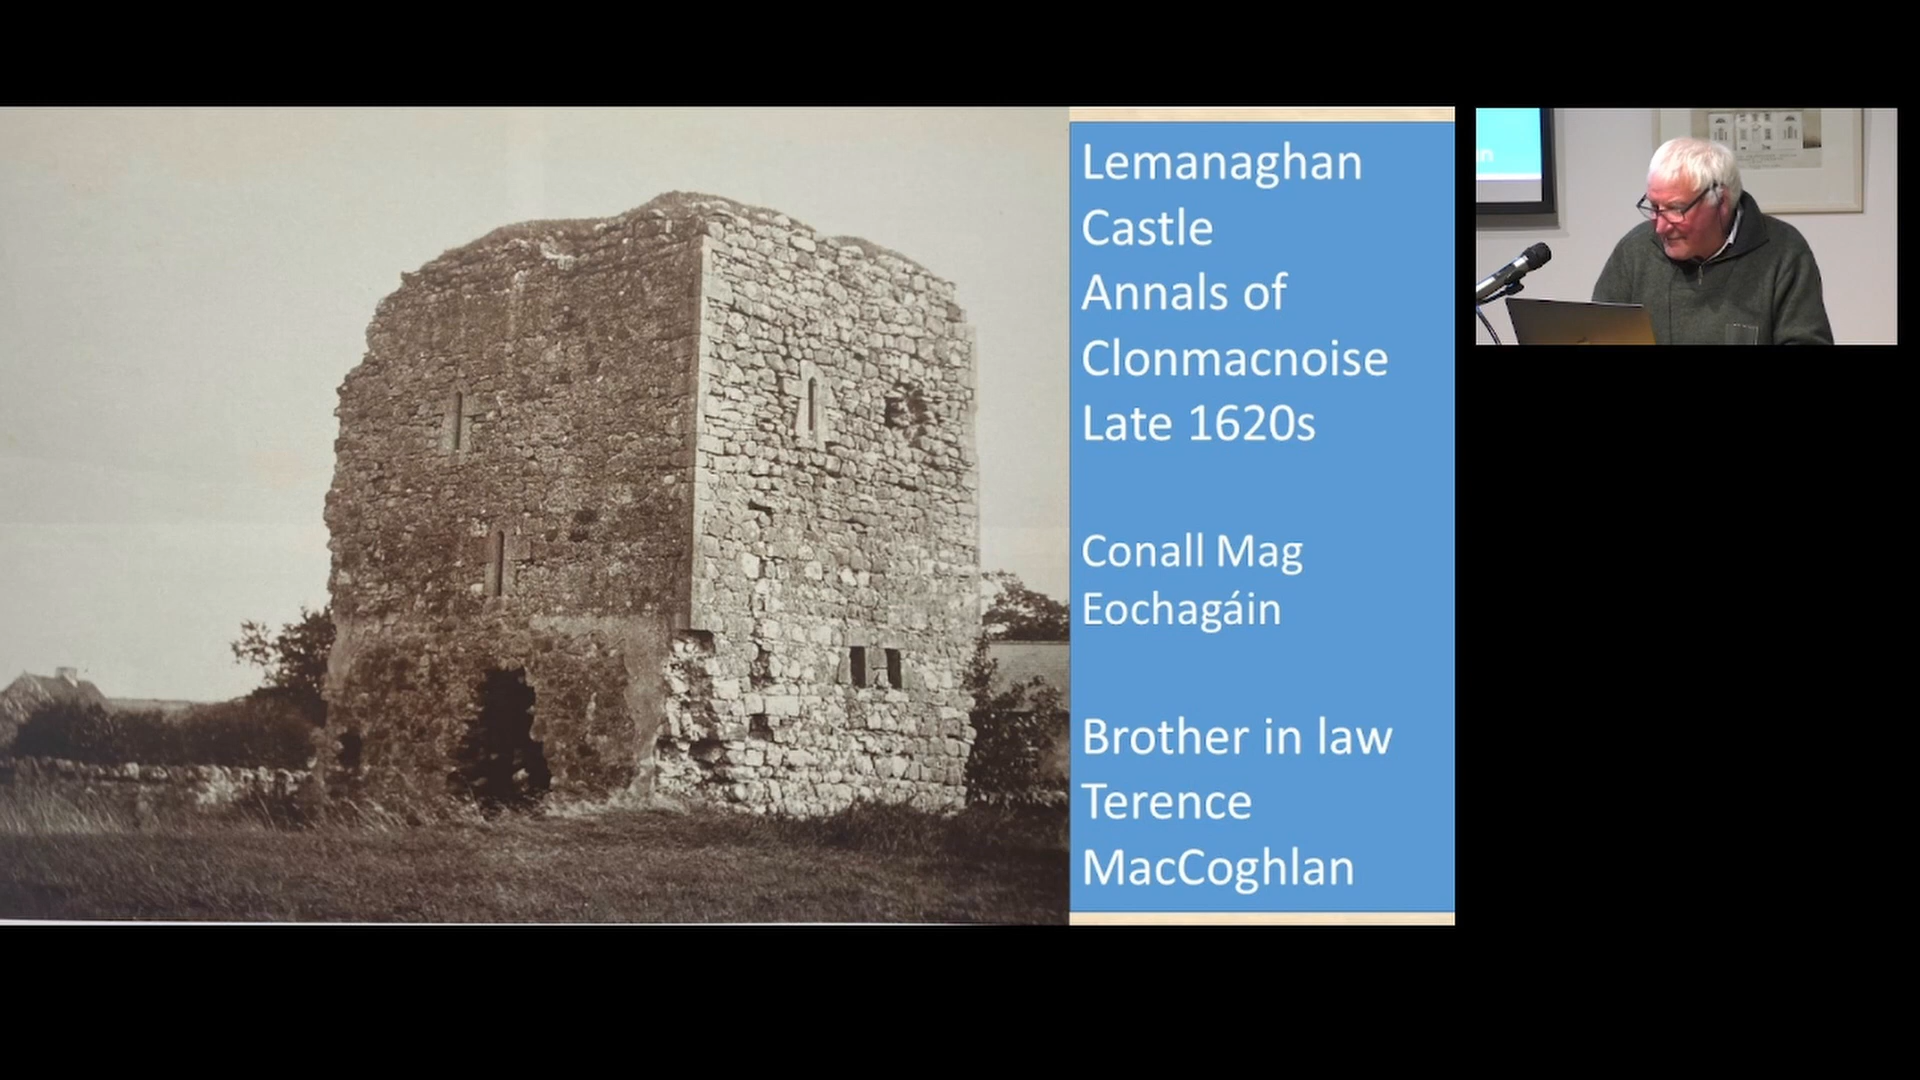 Lemanaghan
Castle
Annals of
Clonmacnoise
Late 1620s
Conall Mag
Eochagáin
Brother in law
Terence
MacCoghlan